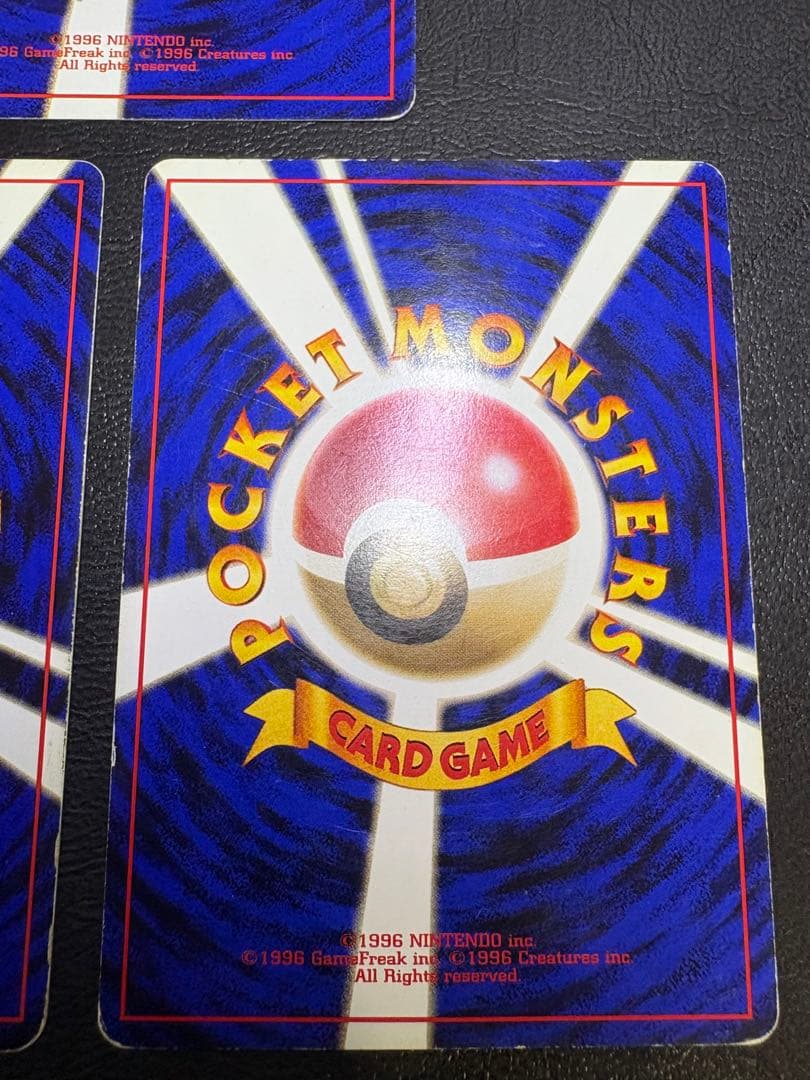 ©1996 NINTENDO inc.
96 GameFreak inc. ©1996 Creatures inc.
All Rights reserved.
POCKET MONSTERS
CARD GAME
©1996 NINTENDO inc.
©1996 GameFreak inc. ©1996 Creatures inc.
All Rights reserved.